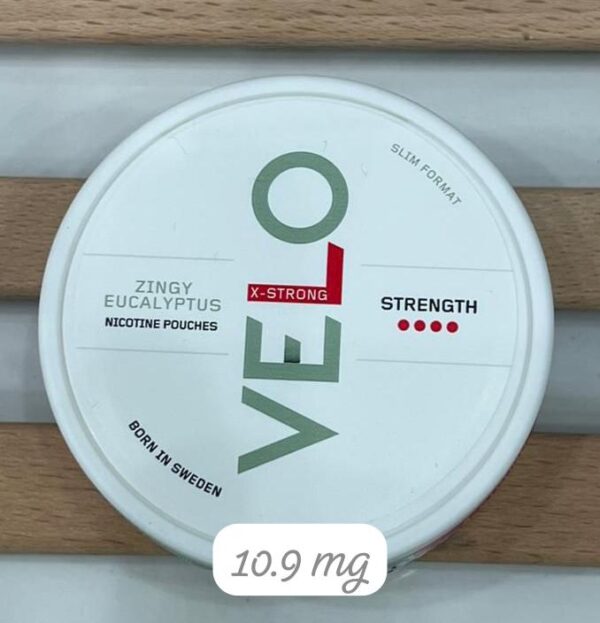 SLIM FORMAT
VELO
X-STRONG
ZINGY
EUCALYPTUS
NICOTINE POUCHES
STRENGTH
BORN IN SWEDEN
10.9 mg